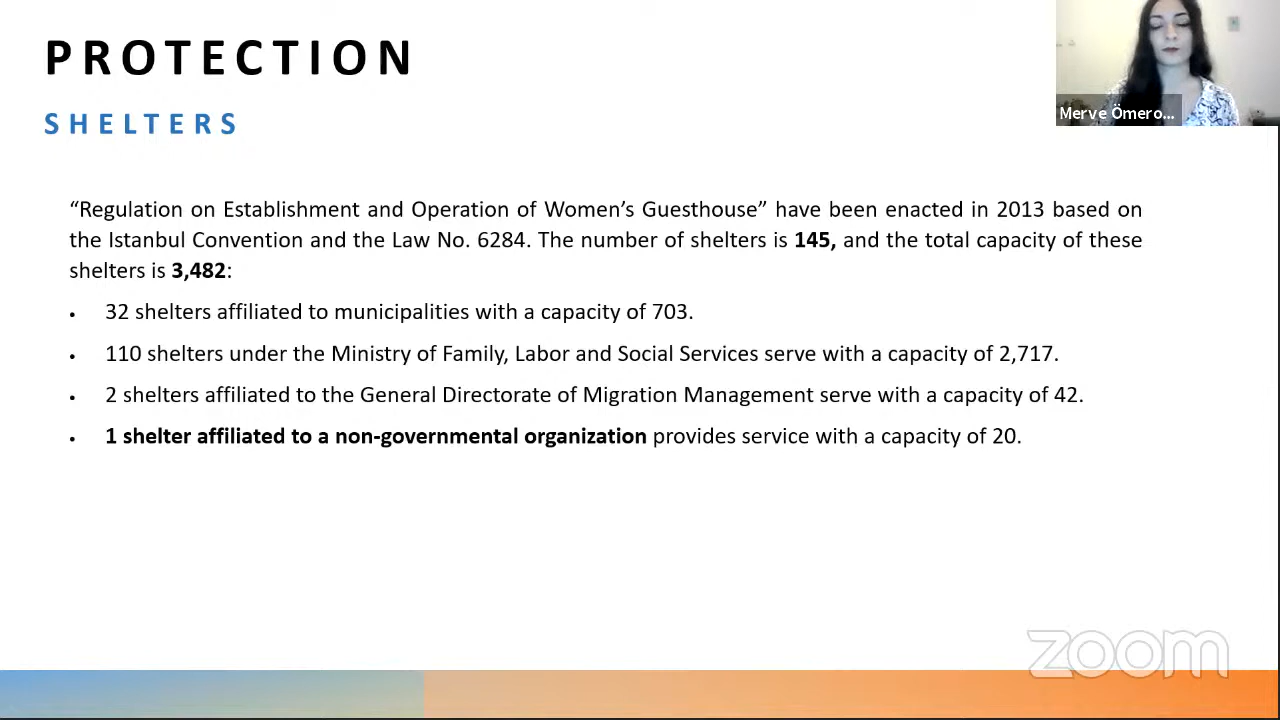 PROTECTION
SHELTERS
Merve Ömero...
“Regulation on Establishment and Operation of Women’s Guesthouse” have been enacted in 2013 based on
the Istanbul Convention and the Law No. 6284. The number of shelters is 145, and the total capacity of these
shelters is 3,482:
• 32 shelters affiliated to municipalities with a capacity of 703.
• 110 shelters under the Ministry of Family, Labor and Social Services serve with a capacity of 2,717.
• 2 shelters affiliated to the General Directorate of Migration Management serve with a capacity of 42.
• 1 shelter affiliated to a non-governmental organization provides service with a capacity of 20.
zoom